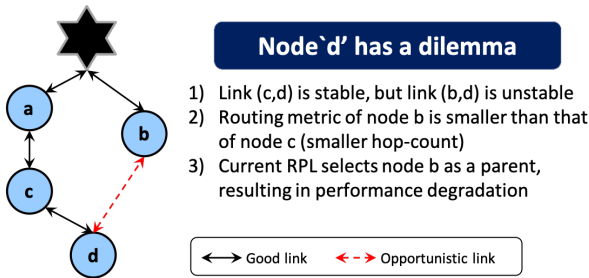 Node`d’ has a dilemma
a
b
c
d
1) Link (c,d) is stable, but link (b,d) is unstable
2) Routing metric of node b is smaller than that
of node c (smaller hop-count)
3) Current RPL selects node b as a parent,
resulting in performance degradation
Good link
Opportunistic link